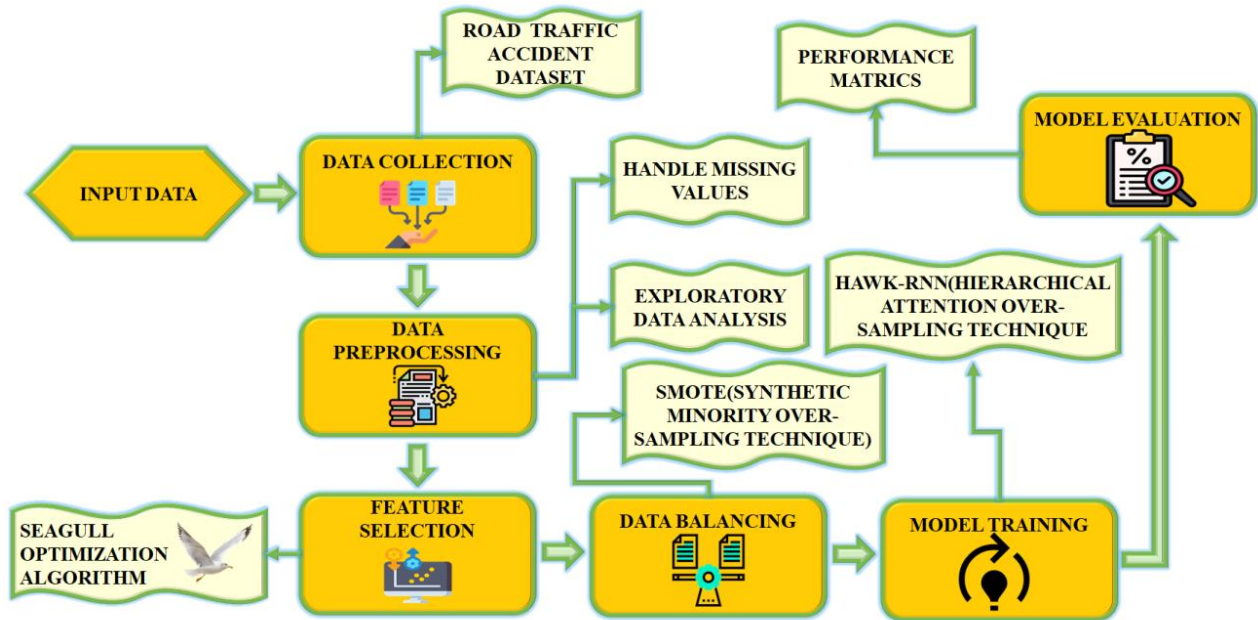 ROAD TRAFFIC
ACCIDENT
DATASET
PERFORMANCE
MATRICS
MODEL EVALUATION
%
DATA COLLECTION
INPUT DATA
HANDLE MISSING
VALUES
EXPLORATORY
DATA ANALYSIS
HAWK-RNN(HIERARCHICAL
ATTENTION OVER-
SAMPLING TECHNIQUE
DATA
PREPROCESSING
SMOTE(SYNTHETIC
MINORITY OVER-
SAMPLING TECHNIQUE)
SEAGULL
OPTIMIZATION
ALGORITHM
FEATURE
SELECTION
DATA BALANCING
MODEL TRAINING